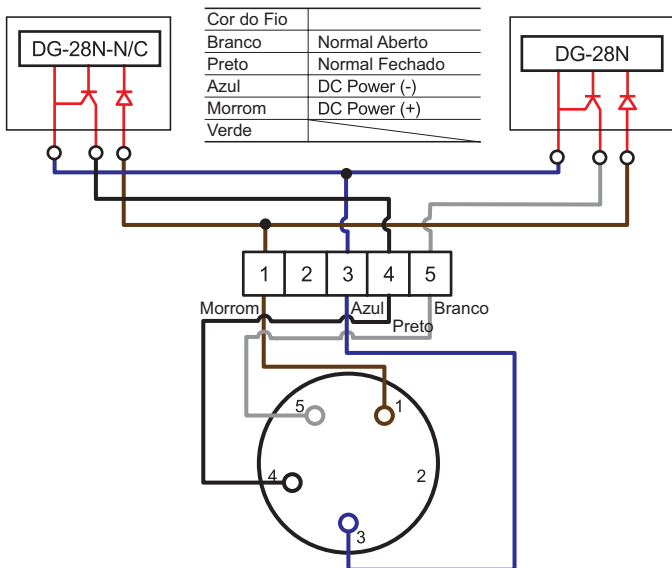 DG-28N-N/C
Cor do Fio
Branco Normal Aberto
Preto Normal Fechado
Azul DC Power (-)
Morrom DC Power (+)
Verde
DG-28N
1 2 3 4 5
Morrom Azul Branco
Preto
5 1
4 2
3